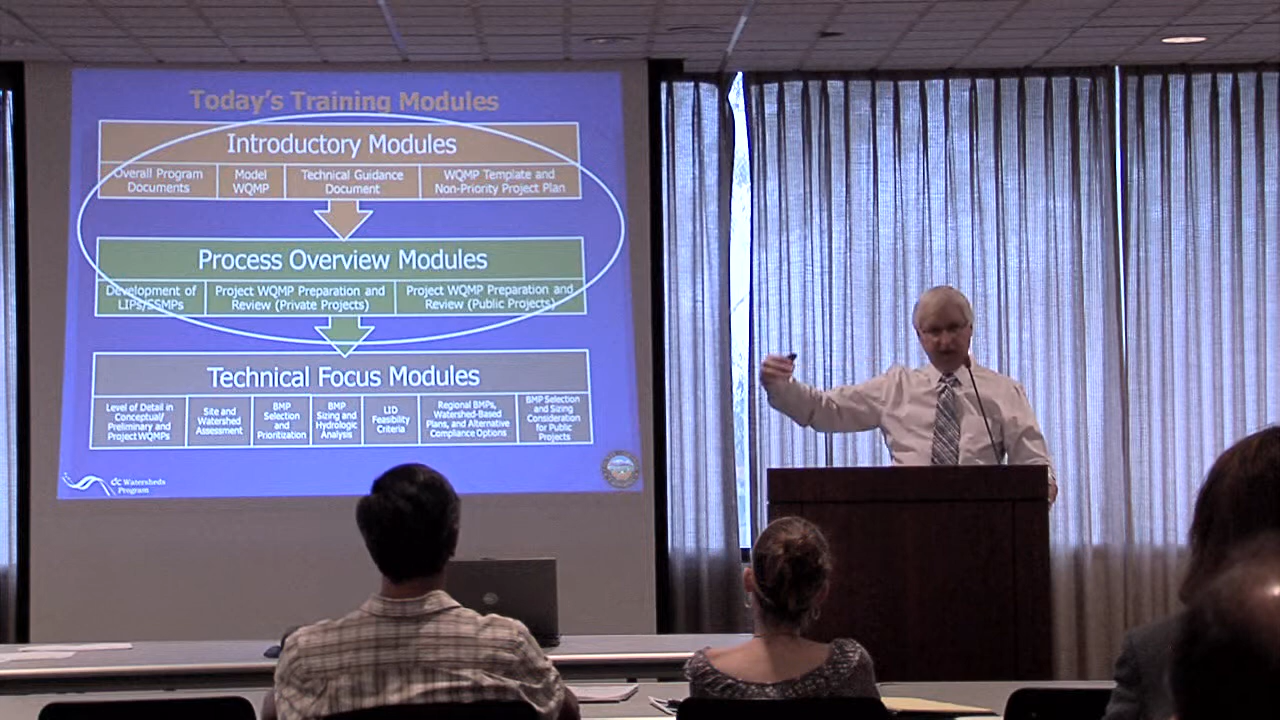 Today's Training Modules
Introductory Modules
Overall Program
Documents
Model
WQMP
Technical Guidance
Document
WQMP Template and
Non-Priority Project Plan
Process Overview Modules
Development of
LIPs/SSMPs
Project WQMP Preparation and
Review (Private Projects)
Project WQMP Preparation and
Review (Public Projects)
Technical Focus Modules
Level of Detail in
Conceptual/
Preliminary and
Project WQMPs
Site and
Watershed
Assessment
BMP
Selection
and
Prioritization
BMP
Sizing and
Hydrologic
Analysis
LID
Feasibility
Criteria
Regional BMPs,
Watershed-Based
Plans, and Alternative
Compliance Options
BMP Selection
and Sizing
Consideration
for Public
Projects
OC Watersheds
Program